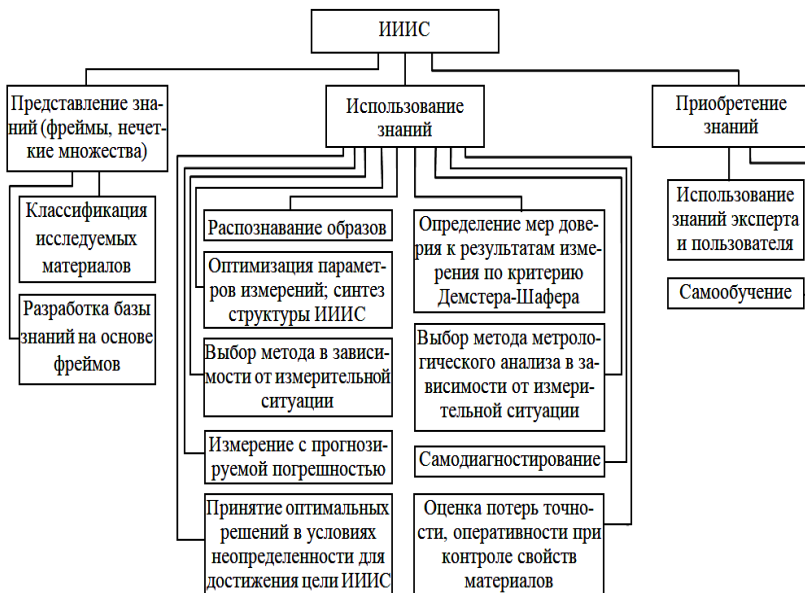 ИИИС
Представление зна-
ний (фреймы, нечет-
кие множества)
Классификация
исследуемых
материалов
Разработка базы
знаний на основе
фреймов
Использование
знаний
Распознавание образов
Оптимизация парамет-
ров измерений; синтез
структуры ИИИС
Выбор метода в зависи-
мости от измерительной
ситуации
Измерение с прогнози-
руемой погрешностью
Принятие оптимальных
решений в условиях
неопределенности для
достижения цели ИИИС
Определение мер дове-
рия к результатам изме-
рения по критерию
Демстера-Шафера
Выбор метода метроло-
гического анализа в за-
висимости от измери-
тельной ситуации
Самодиагностирование
Оценка потерь точно-
сти, оперативности при
контроле свойств
материалов
Приобретение
знаний
Использование
знаний эксперта
и пользователя
Самообучение